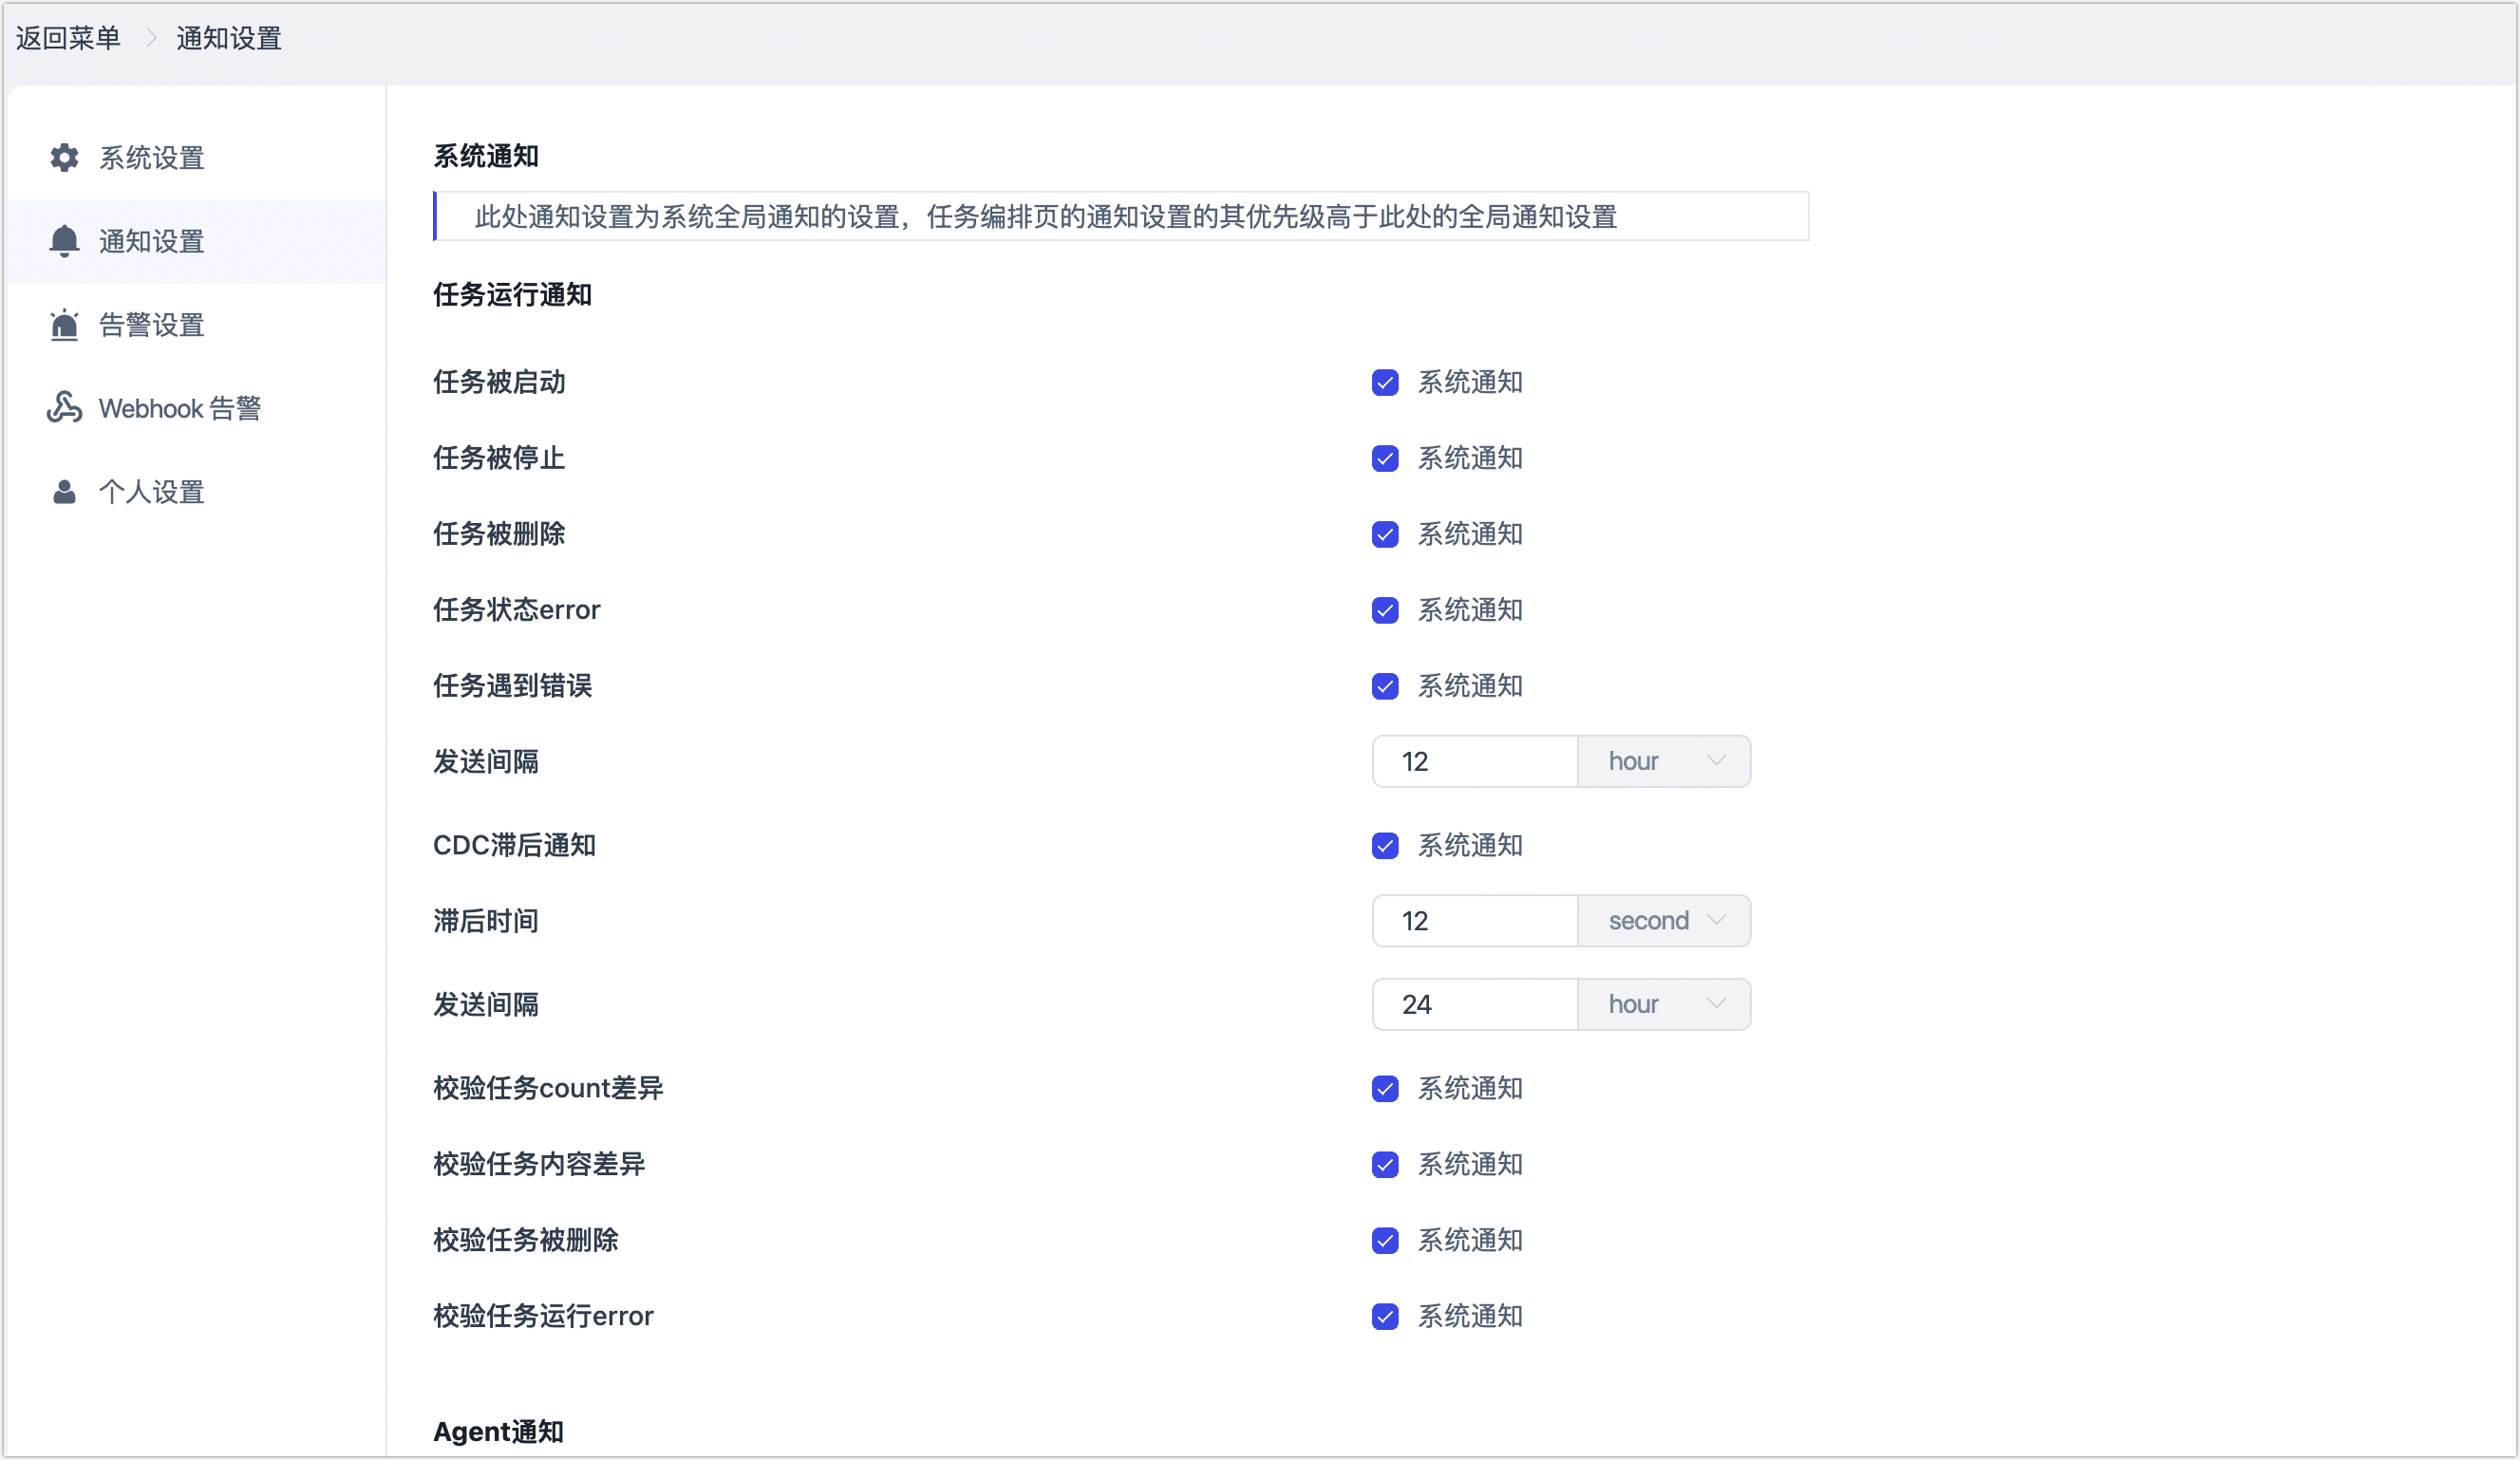 返回菜单 通知设置
系统设置
通知设置
告警设置
Webhook 告警
个人设置
系统通知
此处通知设置为系统全局通知的设置，任务编排页的通知设置的其优先级高于此处的全局通知设置
任务运行通知
任务被启动 系统通知
任务被停止 系统通知
任务被删除 系统通知
任务状态error 系统通知
任务遇到错误 系统通知
发送间隔 12 hour
CDC滞后通知 系统通知
滞后时间 12 second
发送间隔 24 hour
校验任务count差异 系统通知
校验任务内容差异 系统通知
校验任务被删除 系统通知
校验任务运行error 系统通知
Agent通知